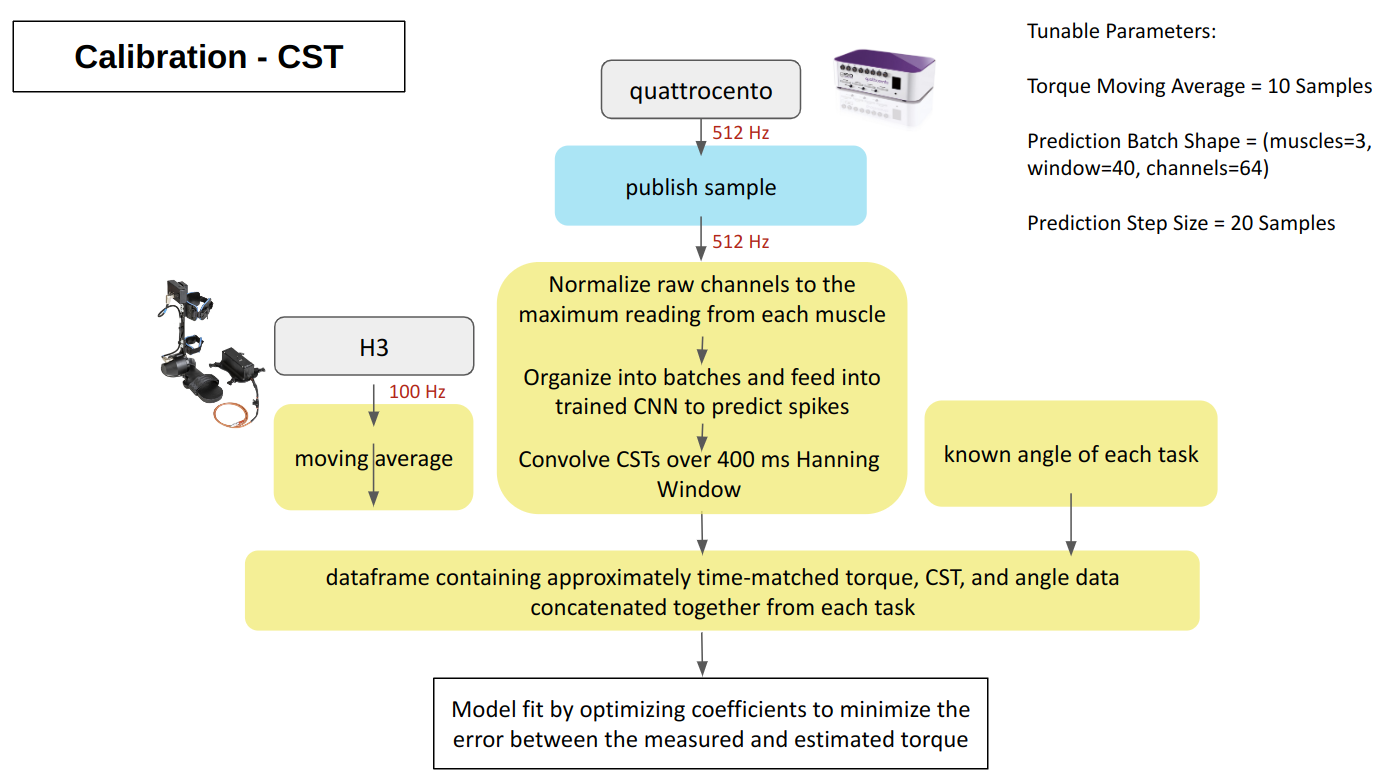 Calibration - CST
quattrocento
512 Hz
publish sample
512 Hz
Normalize raw channels to the
maximum reading from each muscle
Organize into batches and feed into
trained CNN to predict spikes
Convolve CSTs over 400 ms Hanning
Window
H3
100 Hz
moving average
known angle of each task
dataframe containing approximately time-matched torque, CST, and angle data
concatenated together from each task
Model fit by optimizing coefficients to minimize the
error between the measured and estimated torque
Tunable Parameters:
Torque Moving Average = 10 Samples
Prediction Batch Shape = (muscles=3,
window=40, channels=64)
Prediction Step Size = 20 Samples